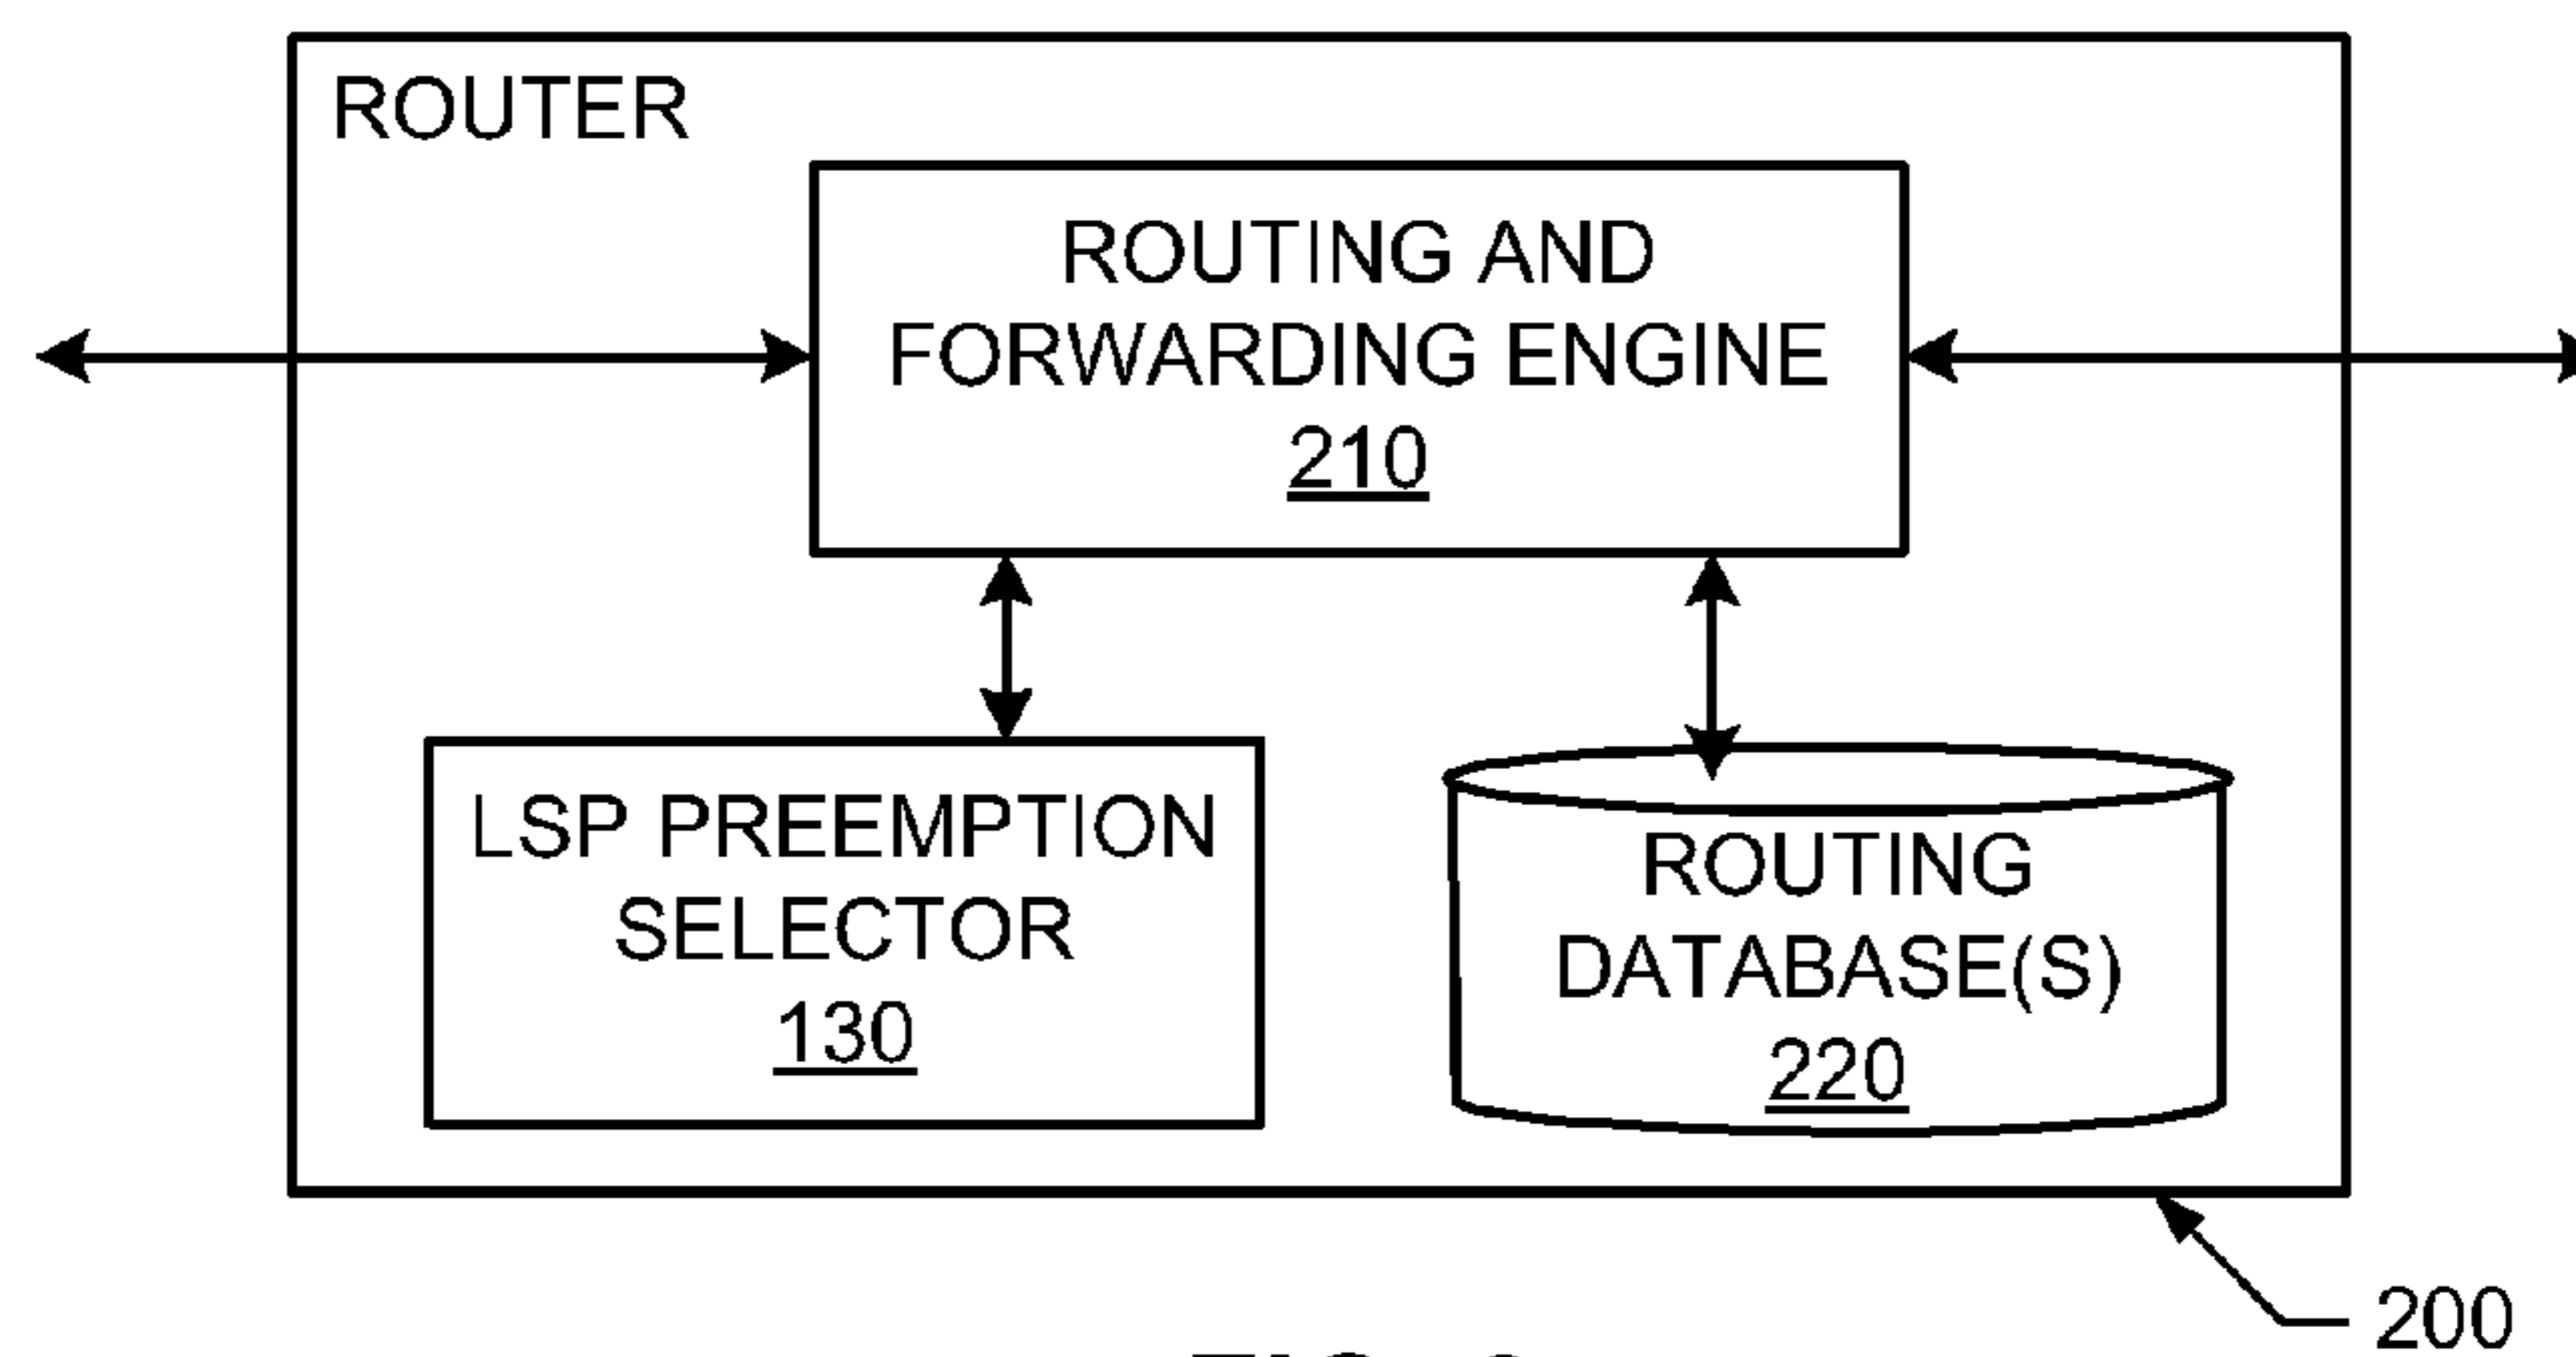 ROUTER
ROUTING AND
FORWARDING ENGINE
210
LSP PREEMPTION
SELECTOR
130
ROUTING
DATABASE(S)
220
200